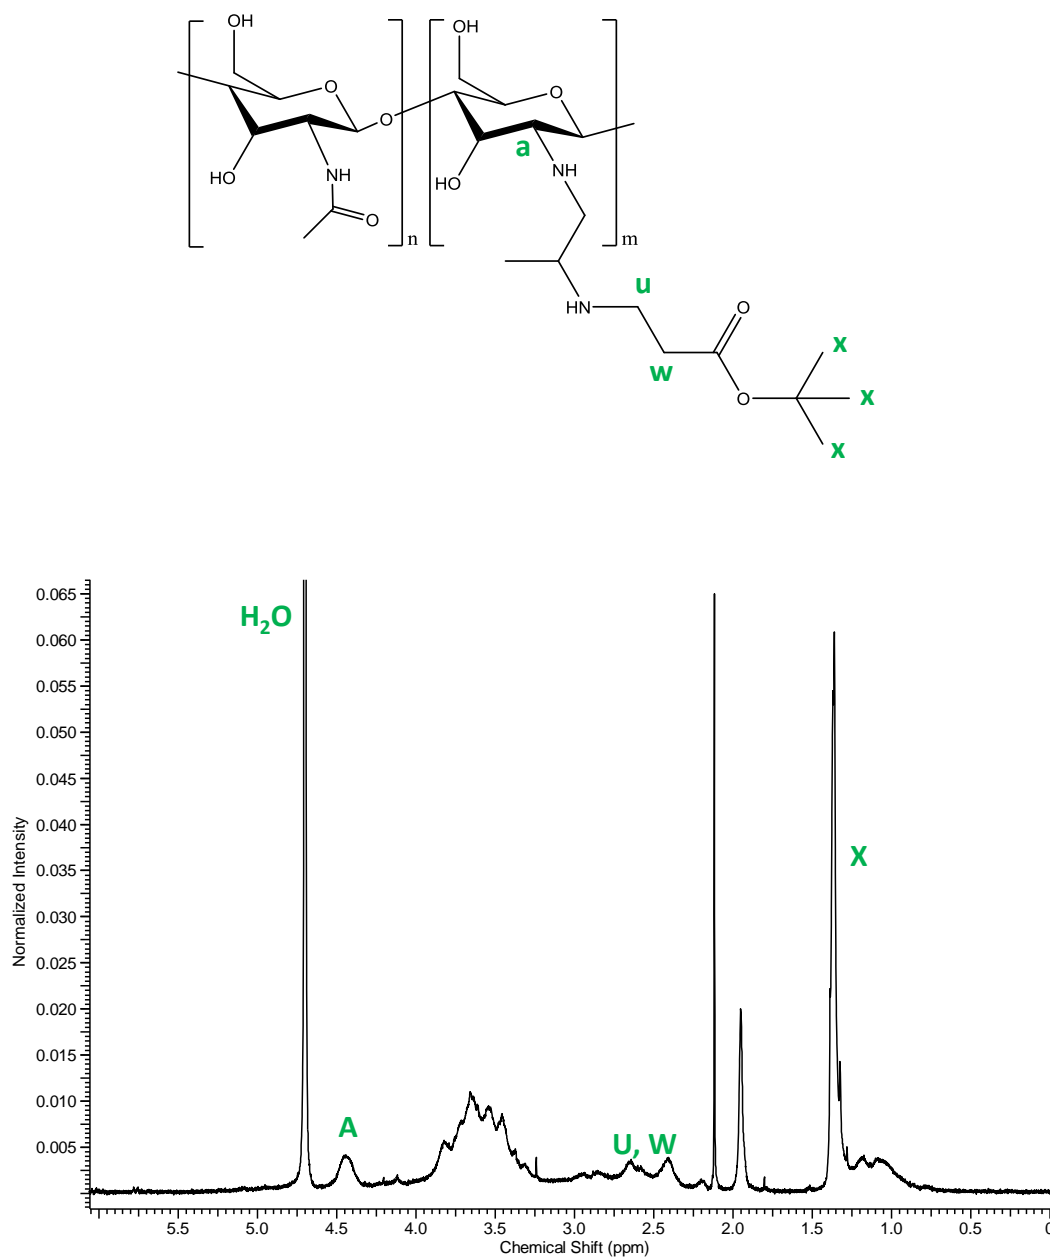 OH
OH
O
O
O
a
HO
NH
HO
NH
O
n
m
HN
u
O
w
O
x
x
x
H2O
A
U, W
X
Normalized Intensity
0.065
0.060
0.055
0.050
0.045
0.040
0.035
0.030
0.025
0.020
0.015
0.010
0.005
5.5 5.0 4.5 4.0 3.5 3.0 2.5 2.0 1.5 1.0 0.5 0
Chemical Shift (ppm)